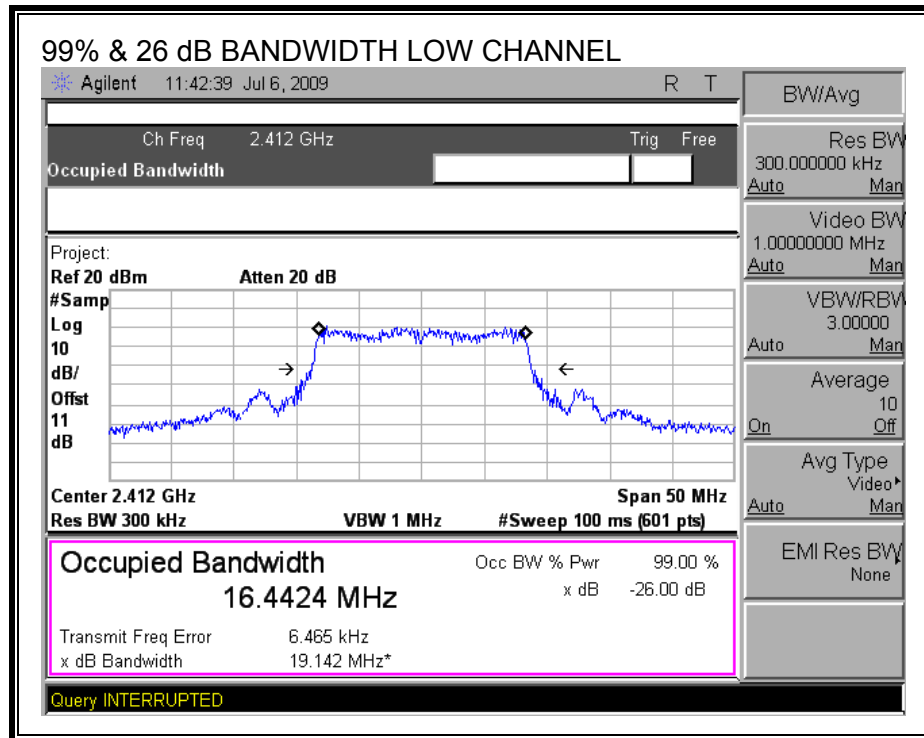 99% & 26 dB BANDWIDTH LOW CHANNEL
Agilent 11:42:39 Jul 6, 2009 R T
Ch Freq 2.412 GHz Trig Free
Occupied Bandwidth
Project:
Ref 20 dBm Atten 20 dB
#Samp
Log
10
dB/
Offst
11
dB
Center 2.412 GHz Span 50 MHz
Res BW 300 kHz VBW 1 MHz #Sweep 100 ms (601 pts)
Occupied Bandwidth
16.4424 MHz
Occ BW % Pwr 99.00 %
x dB -26.00 dB
Transmit Freq Error 6.465 kHz
x dB Bandwidth 19.142 MHz*
Query INTERRUPTED
BW/Avg
Res BW
300.000000 kHz
Auto Man
Video BW
1.00000000 MHz
Auto Man
VBW/RBW
3.00000
Auto Man
Average
10
On Off
Avg Type
Video
Auto Man
EMI Res BW
None